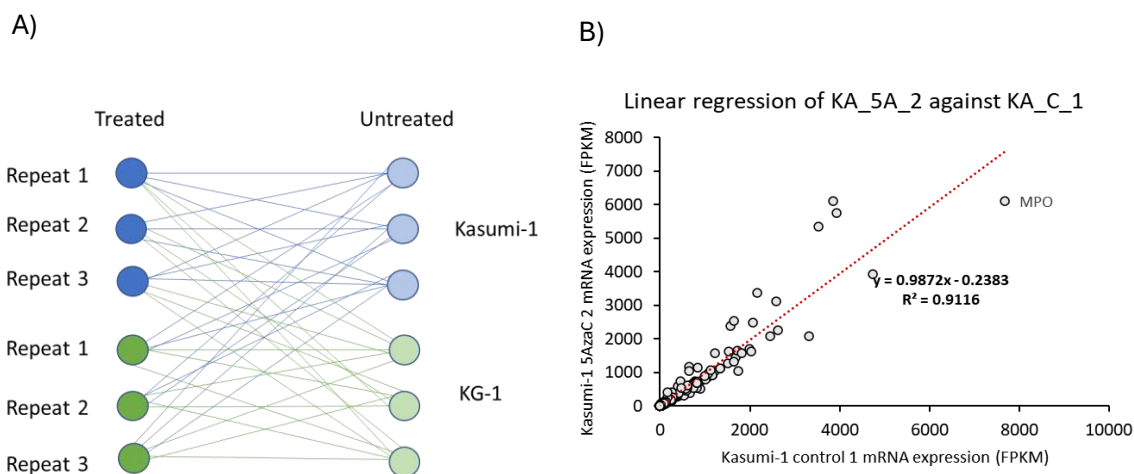 A)
Treated
Untreated
Repeat 1
Repeat 2
Kasumi-1
Repeat 3
Repeat 1
KG-1
Repeat 2
Repeat 3
B)
Linear regression of KA_5A_2 against KA_C_1
Kasumi-1 5AzaC 2 mRNA expression (FPKM)
8000
7000
6000
5000
4000
3000
2000
1000
0
MPO
y = 0.9872x - 0.2383
R² = 0.9116
0 2000 4000 6000 8000 10000
Kasumi-1 control 1 mRNA expression (FPKM)